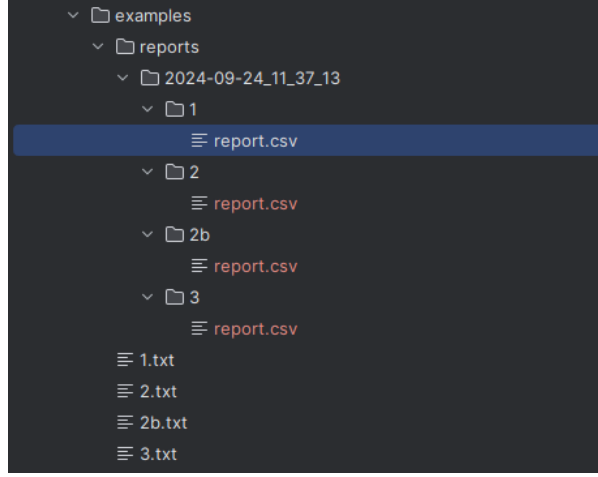 examples
reports
2024-09-24_11_37_13
1
report.csv
2
report.csv
2b
report.csv
3
report.csv
1.txt
2.txt
2b.txt
3.txt